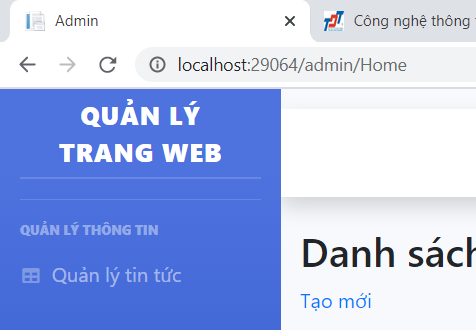 Admin
Công nghệ thông
localhost:29064/admin/Home
QUẢN LÝ
TRANG WEB
QUẢN LÝ THÔNG TIN
Quản lý tin tức
Danh sách
Tạo mới